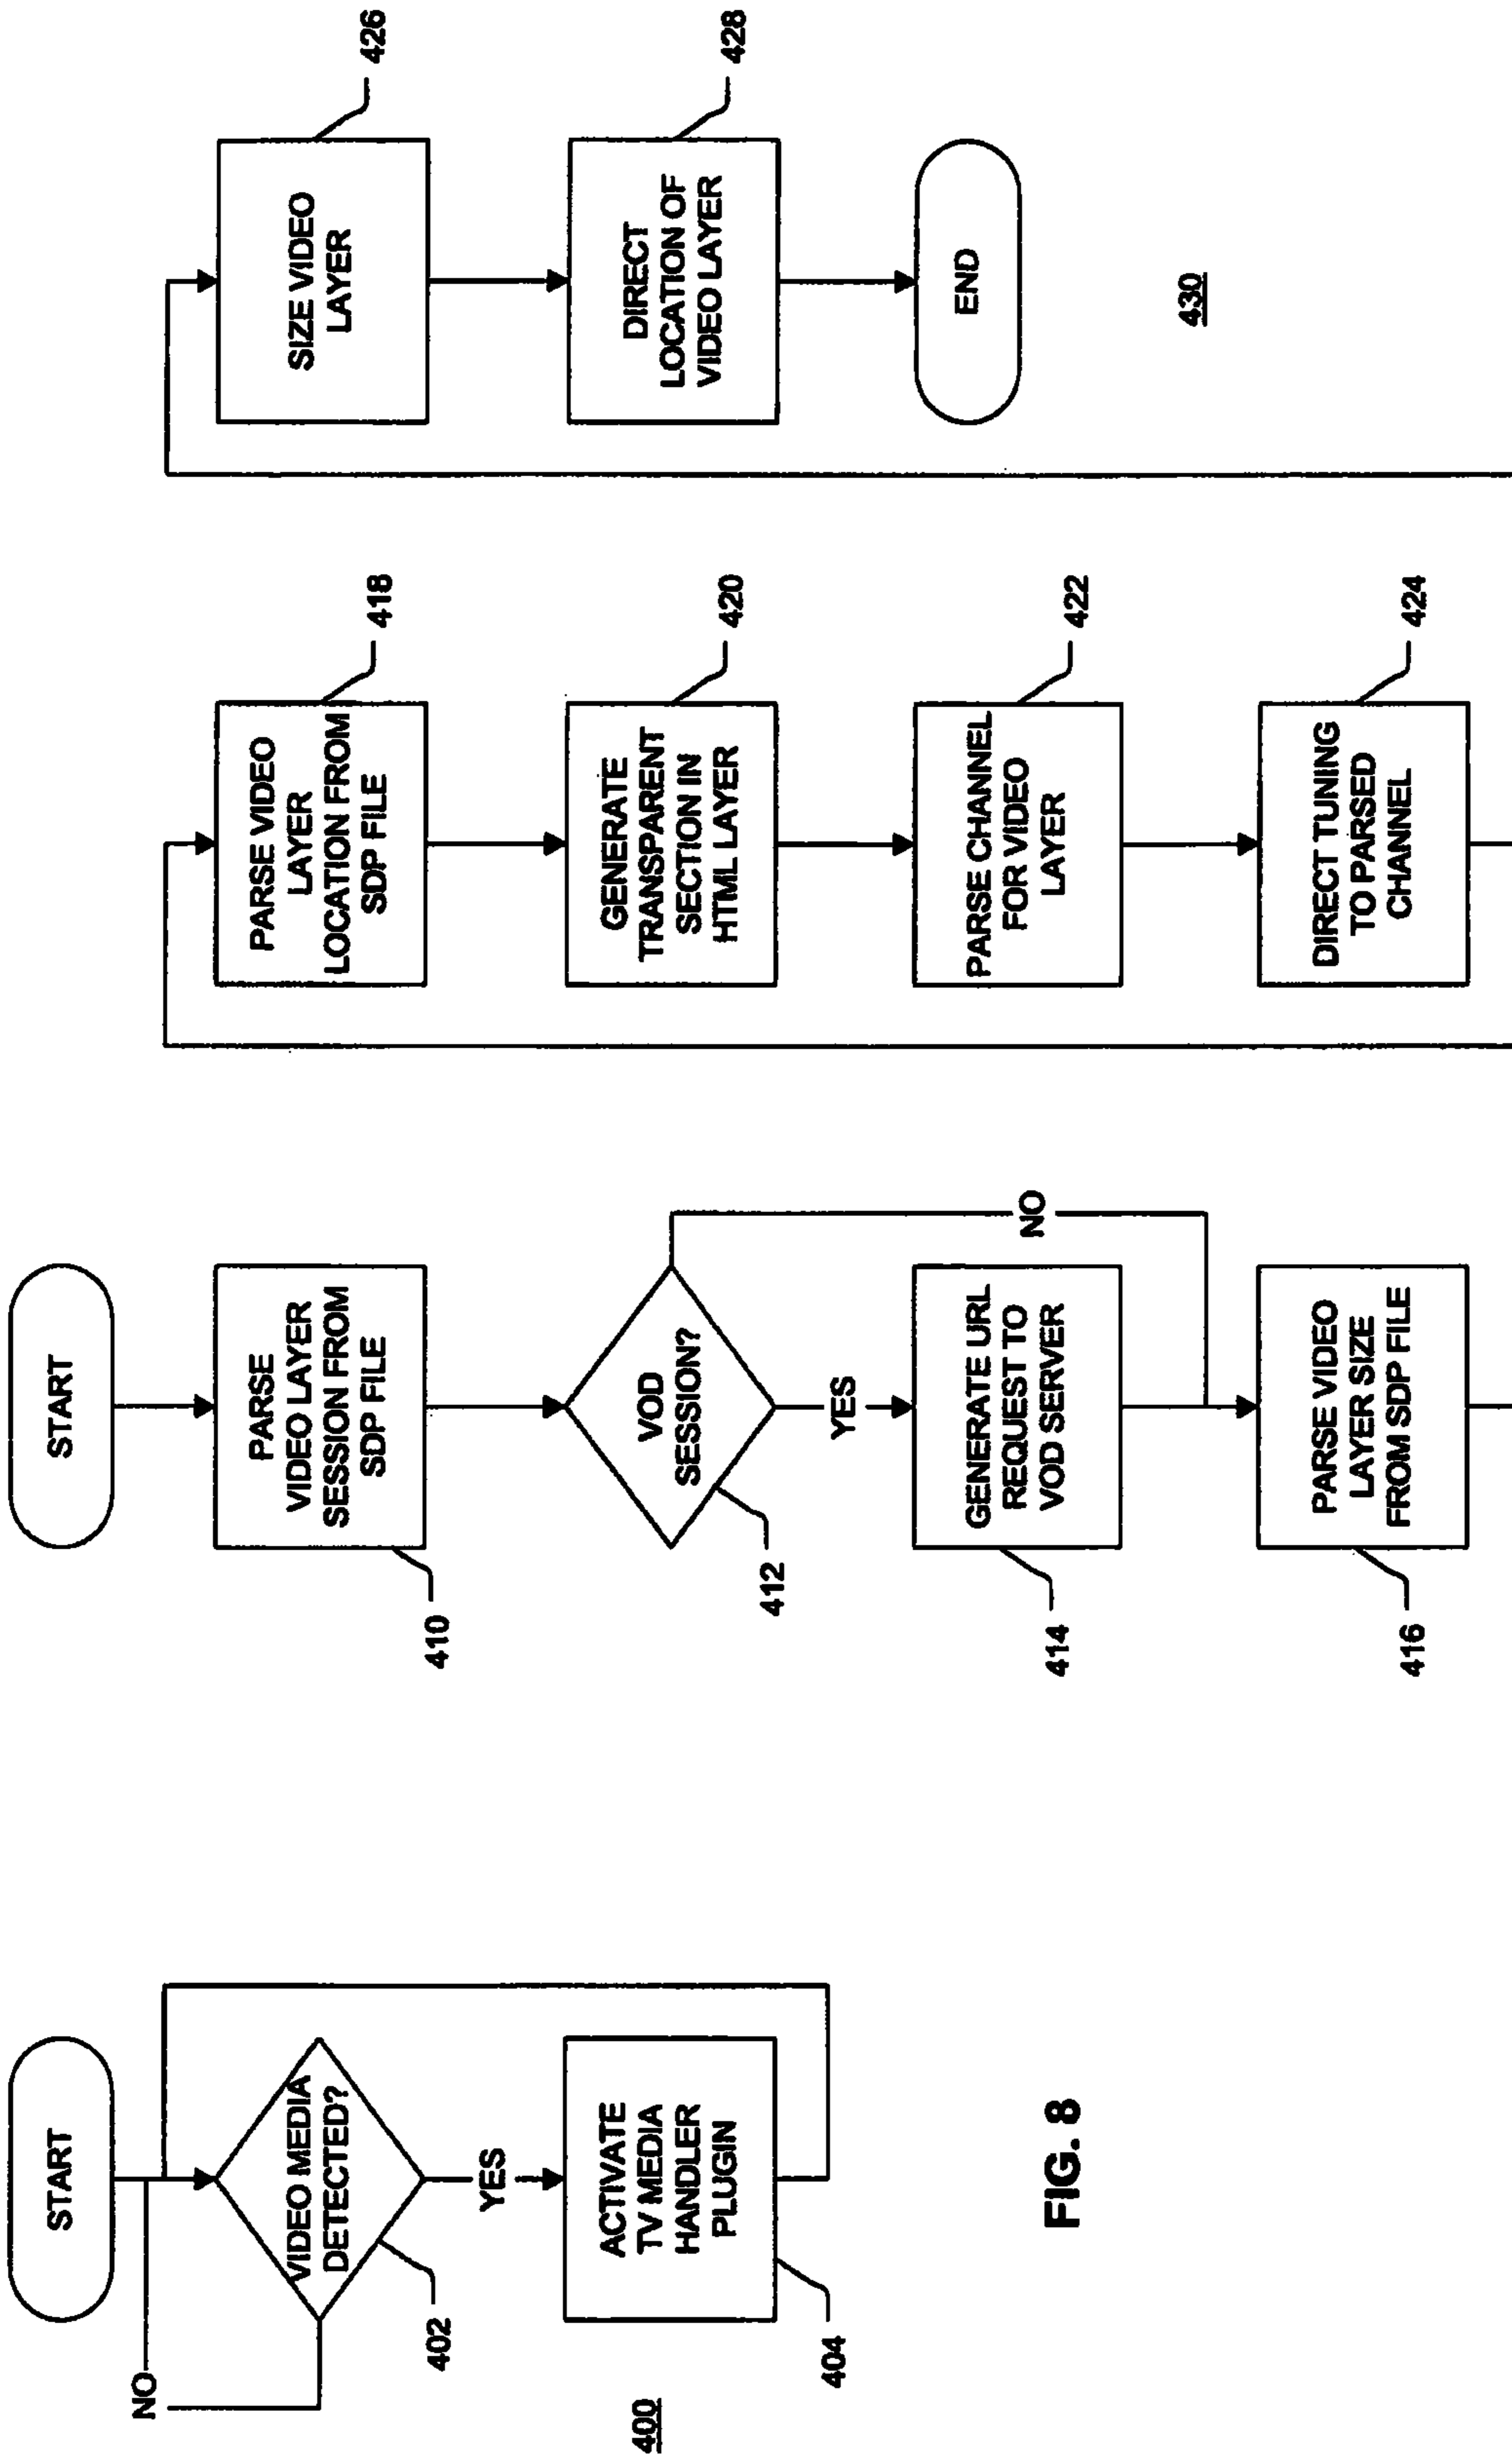 START
NO
VIDEO MEDIA
DETECTED?
402
YES
ACTIVATE
TV MEDIA
HANDLER
PLUGIN
404
400
FIG. 8
START
PARSE
VIDEO LAYER
SESSION FROM
SDP FILE
410
VOD
SESSION?
412
NO
YES
GENERATE URL
REQUEST TO
VOD SERVER
414
PARSE VIDEO
LAYER SIZE
FROM SDP FILE
416
PARSE VIDEO
LAYER
LOCATION FROM
SDP FILE
418
GENERATE
TRANSPARENT
SECTION IN
HTML LAYER
420
PARSE CHANNEL
FOR VIDEO
LAYER
422
DIRECT TUNING
TO PARSED
CHANNEL
424
SIZE VIDEO
LAYER
426
DIRECT
LOCATION OF
VIDEO LAYER
428
END
430